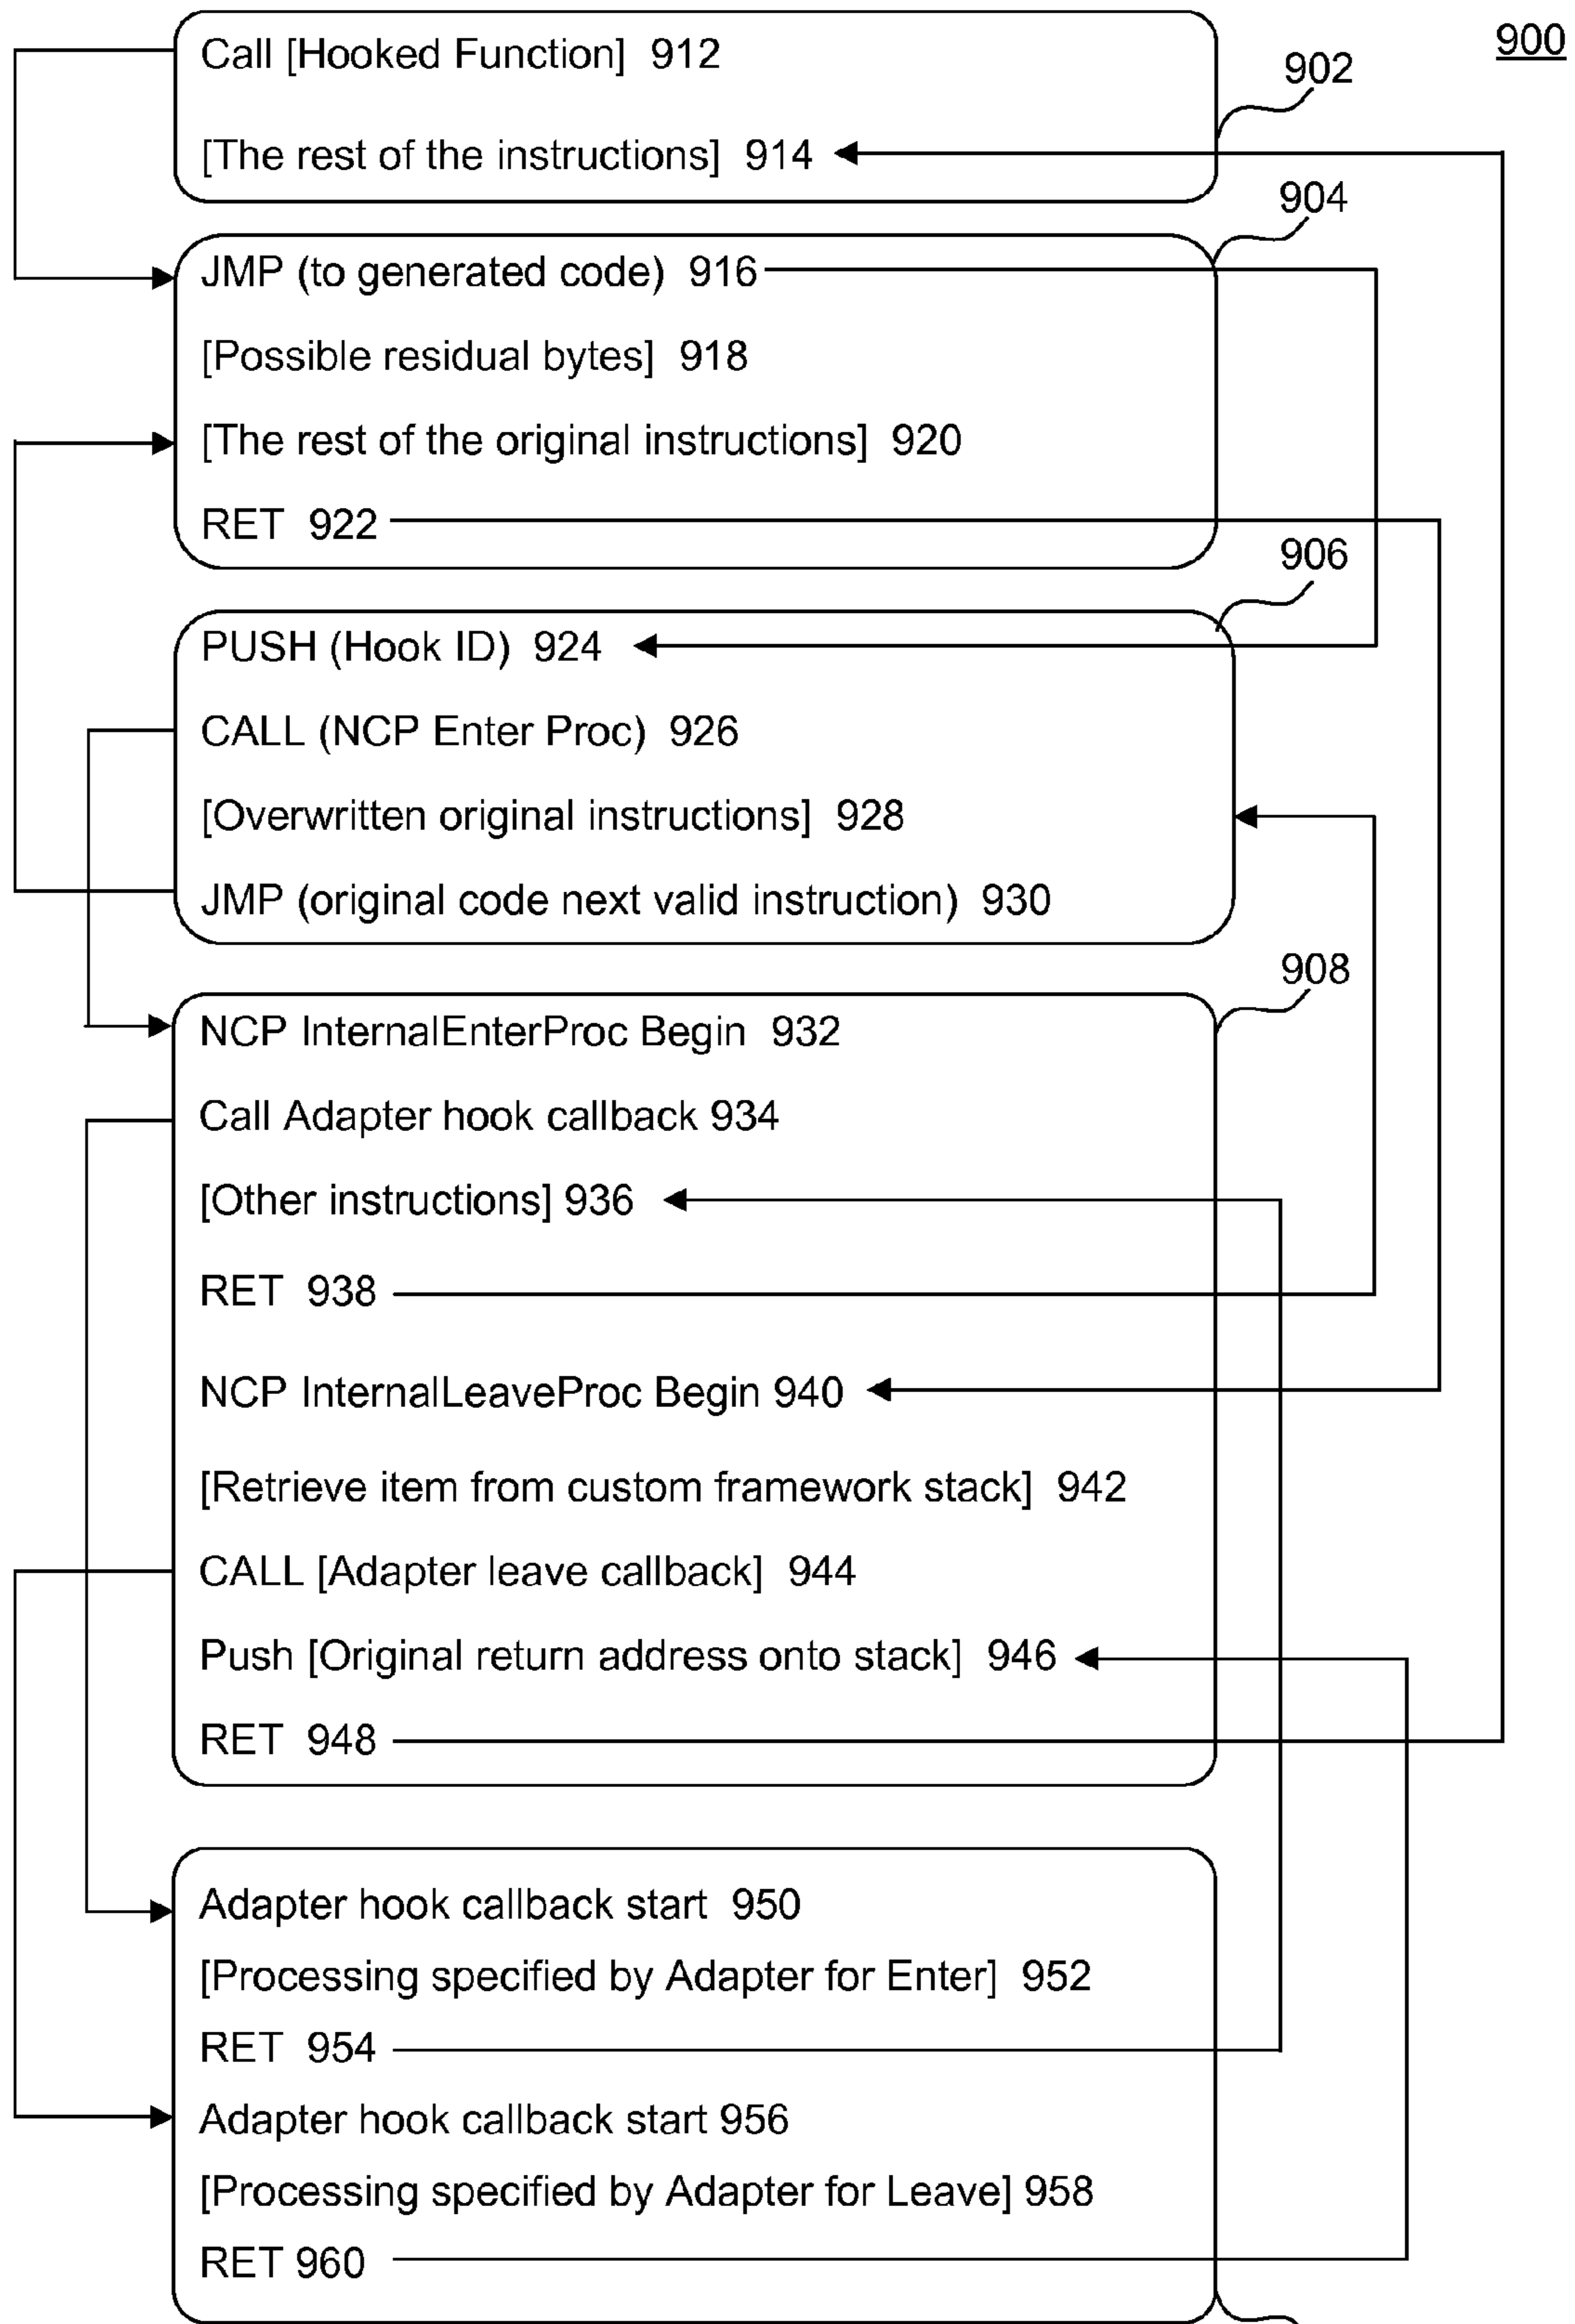 900
Call [Hooked Function] 912
902
[The rest of the instructions] 914
904
JMP (to generated code) 916
[Possible residual bytes] 918
[The rest of the original instructions] 920
RET 922
906
PUSH (Hook ID) 924
CALL (NCP Enter Proc) 926
[Overwritten original instructions] 928
JMP (original code next valid instruction) 930
908
NCP InternalEnterProc Begin 932
Call Adapter hook callback 934
[Other instructions] 936
RET 938
NCP InternalLeaveProc Begin 940
[Retrieve item from custom framework stack] 942
CALL [Adapter leave callback] 944
Push [Original return address onto stack] 946
RET 948
Adapter hook callback start 950
[Processing specified by Adapter for Enter] 952
RET 954
Adapter hook callback start 956
[Processing specified by Adapter for Leave] 958
RET 960